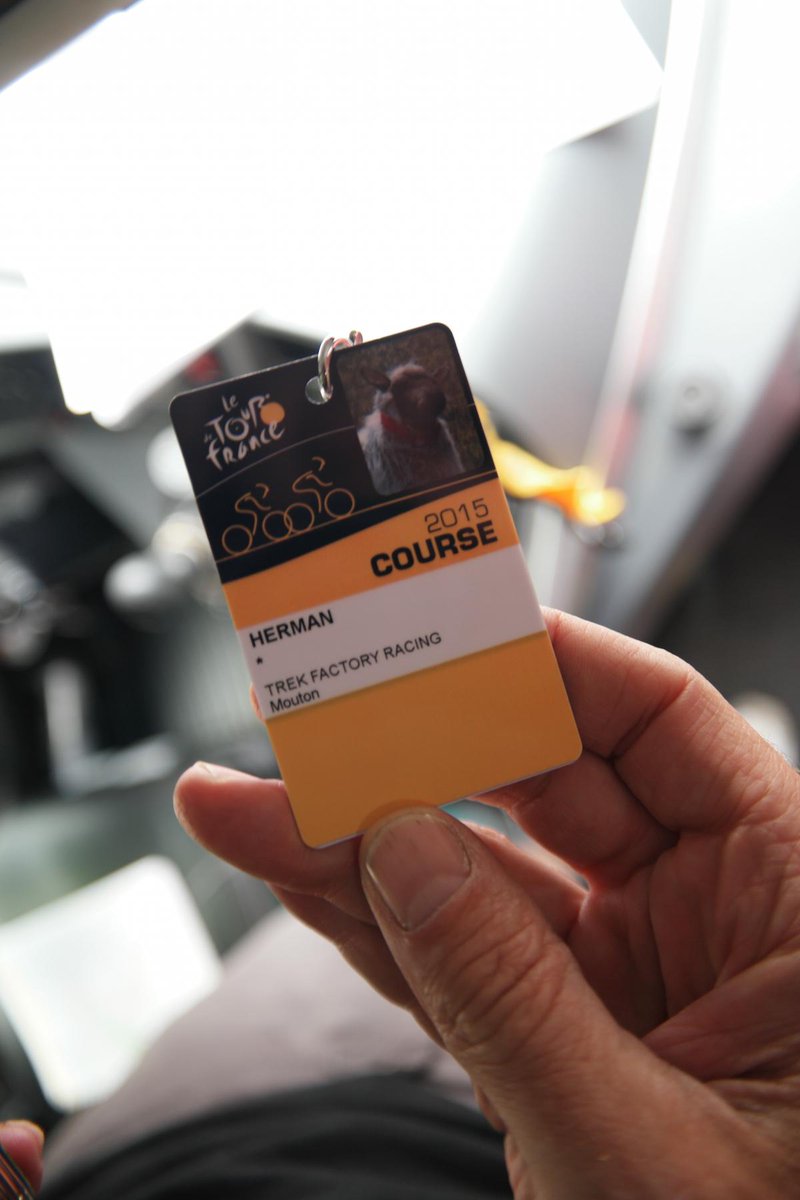 le
TOUR
de
france
2015
COURSE
HERMAN
*
TREK FACTORY RACING
Mouton